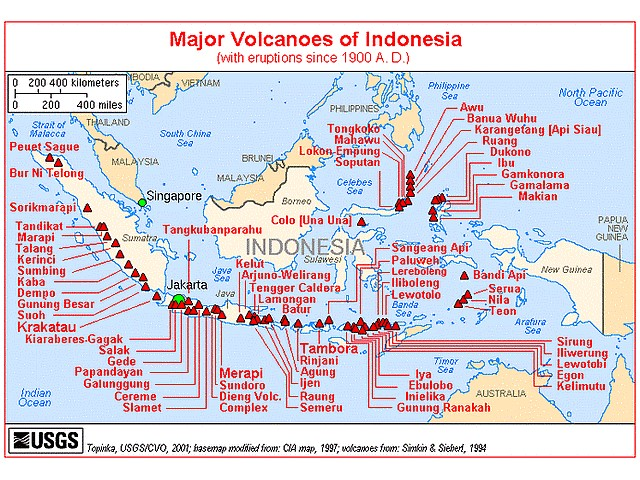 Major Volcanoes of Indonesia
(with eruptions since 1900 A.D.)
0 200 400 kilometers
0 200 400 miles
CAMBODIA
VIETNAM
THAILAND
Strait of
Malacca
South China
Sea
MALAYSIA
BRUNEI
MALAYSIA
PHILIPPINES
Philippine
Sea
North Pacific
Ocean
Peuet Sague
Bur Ni Telong
Sorikmarapi
Tandikat
Marapi
Talang
Kerinci
Sumbing
Kaba
Dempo
Gunung Besar
Suoh
Krakatau
Kiaraberes-Gagak
Salak
Gede
Papandayan
Galunggung
Cereme
Slamet
Singapore
Sumatra
Tangkubanparahu
Jakarta
Java
Sea
Java
Borneo
INDONESIA
Celebes
Sea
Sulawesi
Tongkoko
Mahawu
Lokon Empung
Soputan
Colo [Una Una]
Awu
Banua Wuhu
Karangetang [Api Siau]
Ruang
Dukono
Ibu
Gamkonora
Gamalama
Makian
PAPUA
NEW
GUINEA
New Guinea
Kelut
Arjuno-Welirang
Tengger Caldera
Lamongan
Batur
Sangeang Api
Paluweh
Lereboleng
Iliboleng
Lewotolo
Banda
Sea
Bandi Api
Serua
Nila
Teon
Arafura
Sea
Merapi
Sundoro
Dieng Volc.
Complex
Tambora
Rinjani
Agung
Ijen
Raung
Semeru
Iya
Ebulobo
Inielika
Gunung Ranakah
Sirung
Iliwerung
Lewotobi
Egon
Kelimutu
Timor
Sea
AUSTRALIA
Indian
Ocean
USGS
Topinka, USGS/CVO, 2001; basemap modified from: CIA map, 1997; volcanoes from: Simkin & Siebert, 1994